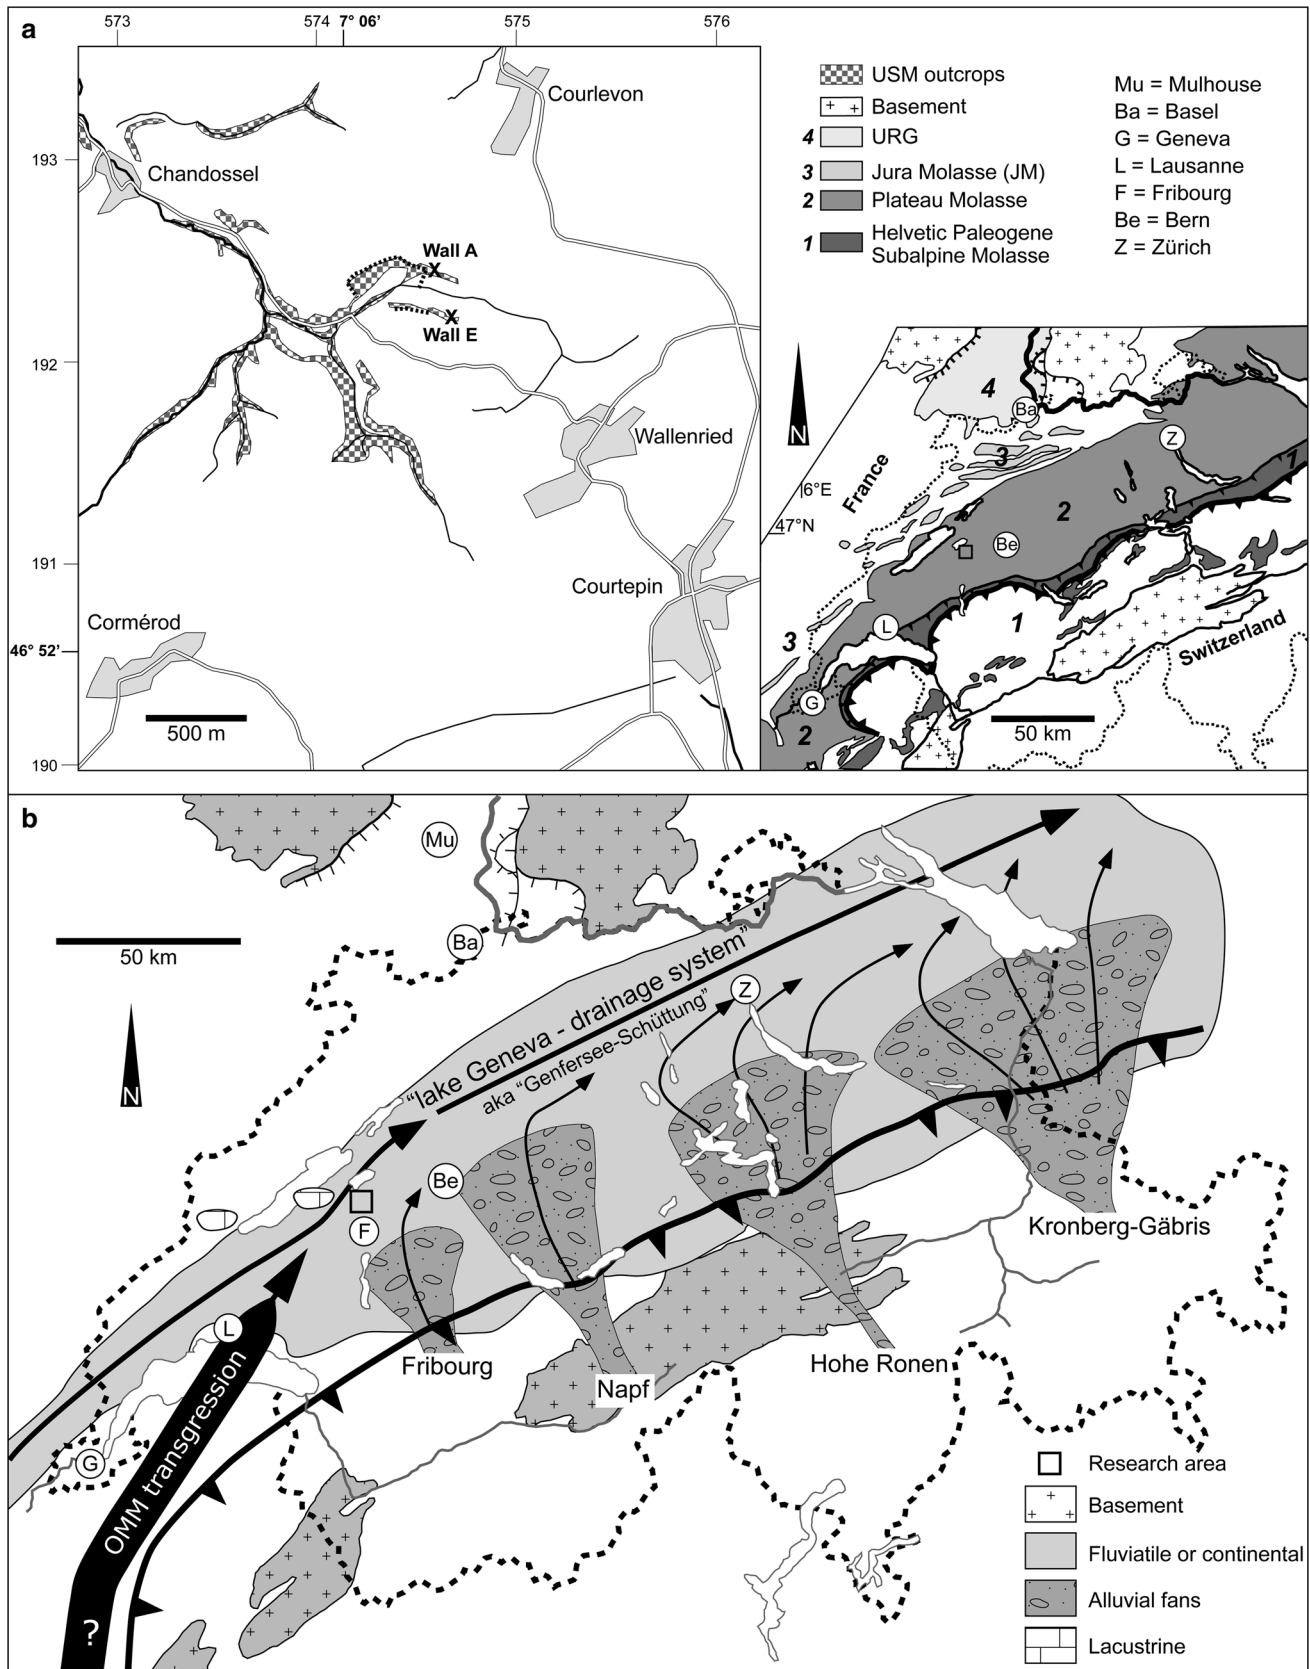 a
573
574
7° 06'
575
576
193
192
191
46° 52'
190
Courlevon
Chandossel
Wall A
Wall E
Wallenried
Courtepin
Cormérod
500 m
USM outcrops
Basement
4 URG
3 Jura Molasse (JM)
2 Plateau Molasse
1 Helvetic Paleogene
Subalpine Molasse
Mu = Mulhouse
Ba = Basel
G = Geneva
L = Lausanne
F = Fribourg
Be = Bern
Z = Zürich
N
4
Ba
Z
3
1
France
6°E
47°N
2
Be
L
1
3
Switzerland
G
2
50 km
b
Mu
Ba
50 km
N
"lake Geneva - drainage system"
aka "Genfersee-Schüttung"
Z
Be
F
Kronberg-Gäbris
L
Fribourg
Napf
Hohe Ronen
G
OMM transgression
?
Research area
Basement
Fluviatile or continental
Alluvial fans
Lacustrine